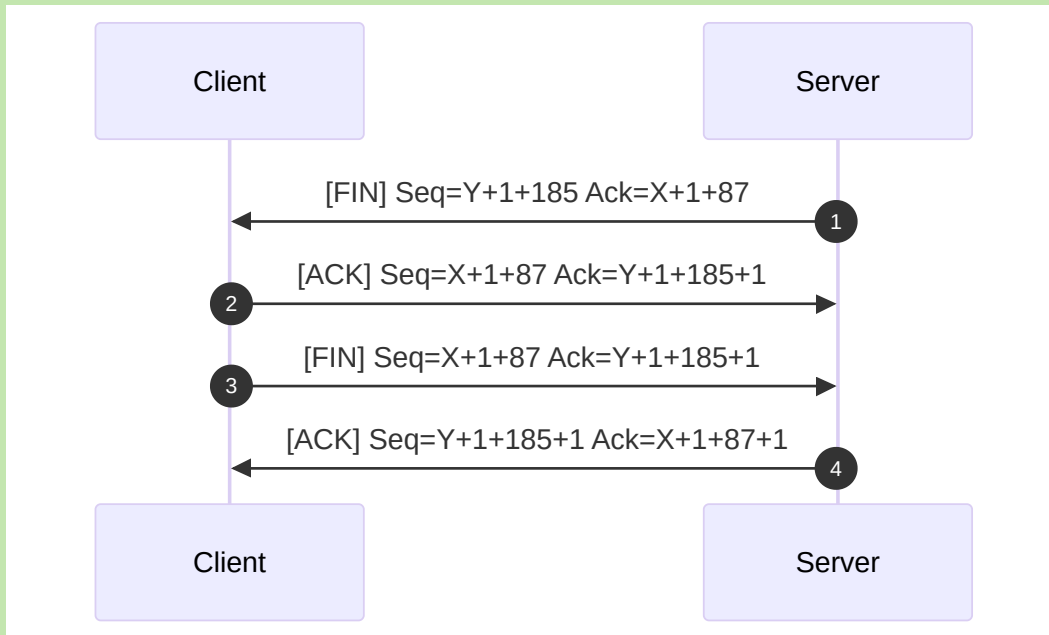 Client Server
[FIN] Seq=Y+1+185 Ack=X+1+87
1
[ACK] Seq=X+1+87 Ack=Y+1+185+1
2
[FIN] Seq=X+1+87 Ack=Y+1+185+1
3
[ACK] Seq=Y+1+185+1 Ack=X+1+87+1
4
Client Server